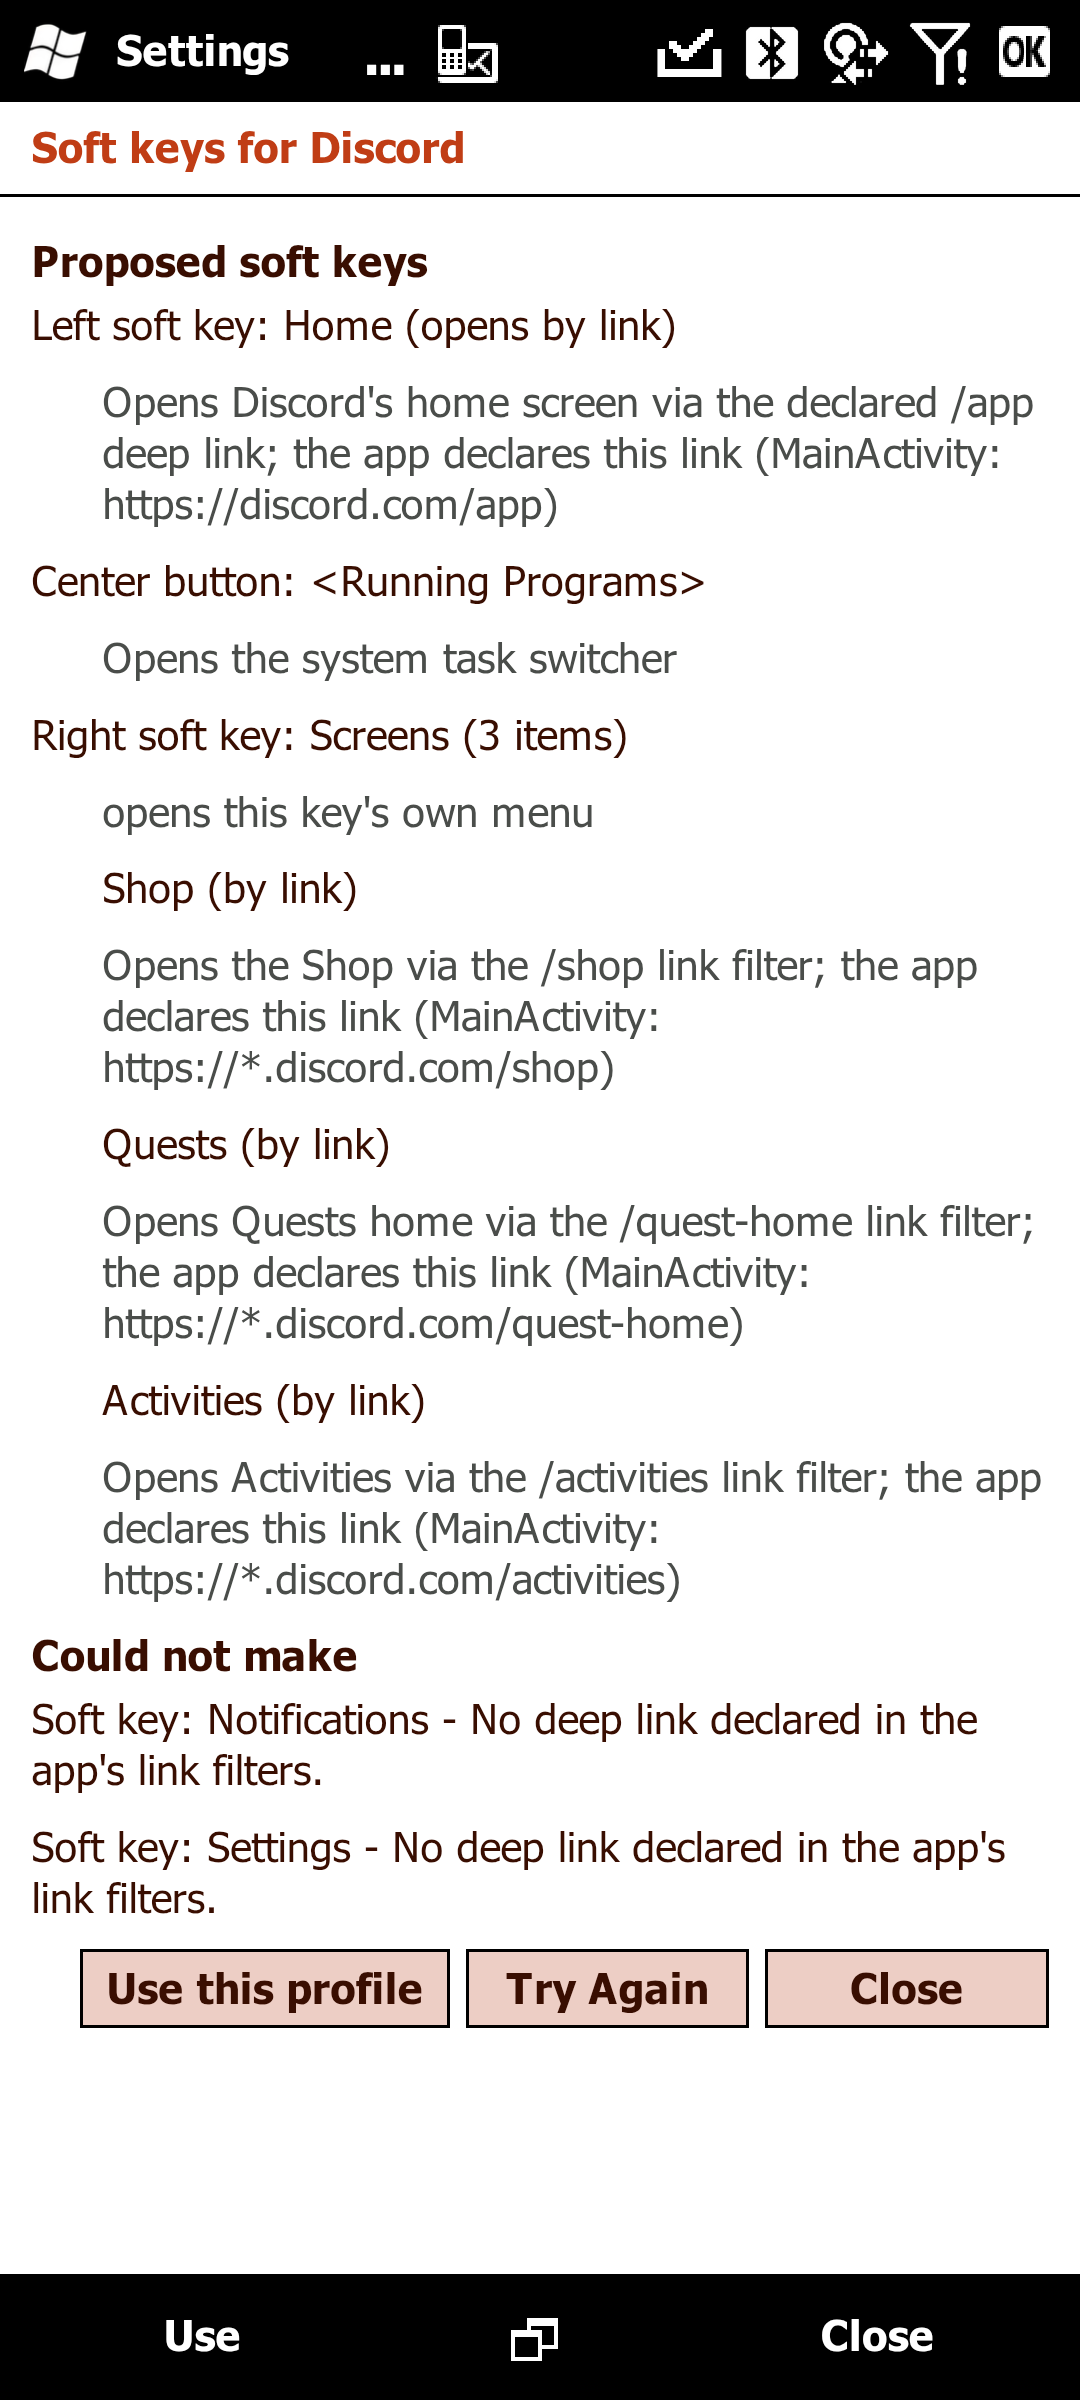 Settings ... OK
Soft keys for Discord
Proposed soft keys
Left soft key: Home (opens by link)
Opens Discord's home screen via the declared /app
deep link; the app declares this link (MainActivity:
https://discord.com/app)
Center button: <Running Programs>
Opens the system task switcher
Right soft key: Screens (3 items)
opens this key's own menu
Shop (by link)
Opens the Shop via the /shop link filter; the app
declares this link (MainActivity:
https://*.discord.com/shop)
Quests (by link)
Opens Quests home via the /quest-home link filter;
the app declares this link (MainActivity:
https://*.discord.com/quest-home)
Activities (by link)
Opens Activities via the /activities link filter; the app
declares this link (MainActivity:
https://*.discord.com/activities)
Could not make
Soft key: Notifications - No deep link declared in the
app's link filters.
Soft key: Settings - No deep link declared in the app's
link filters.
Use this profile Try Again Close
Use Close